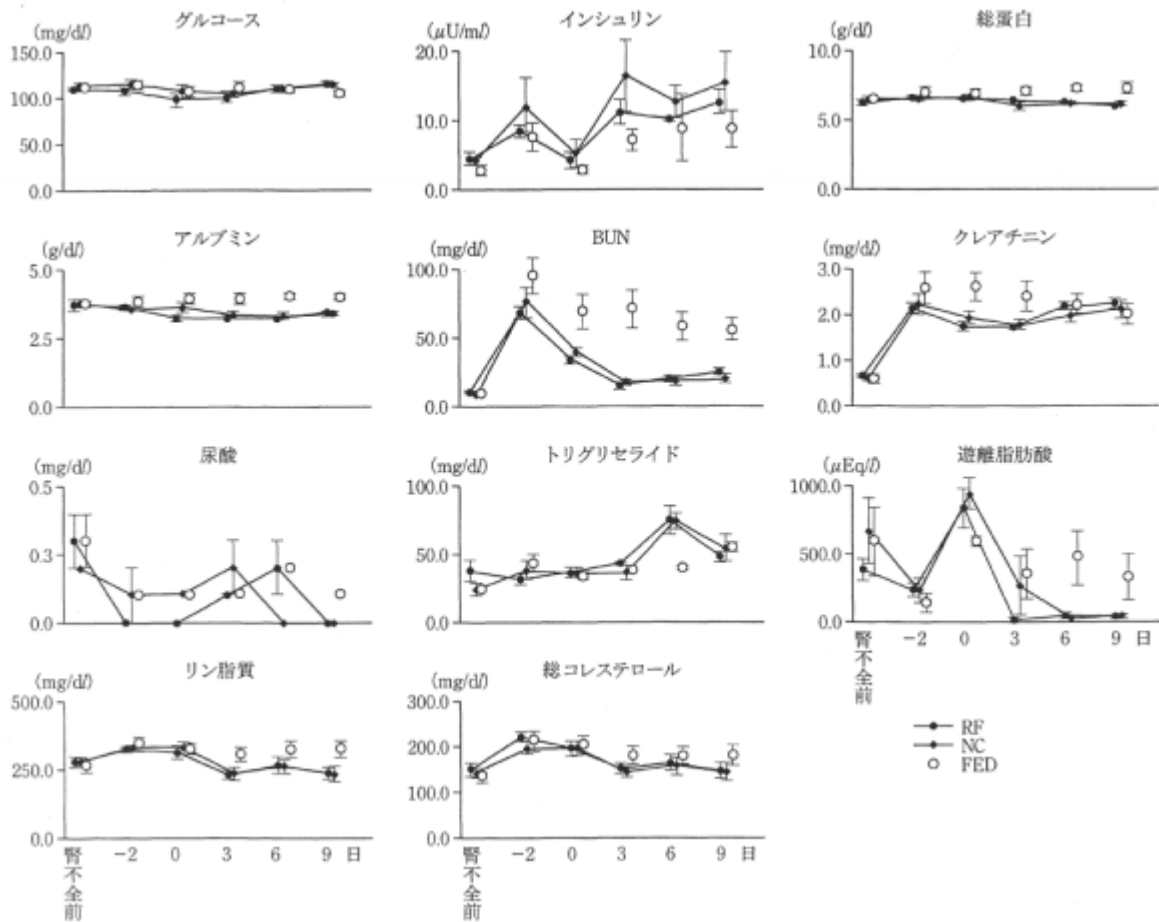 グルコース
(mg/dl)
150.0
100.0
50.0
0.0
インシュリン
(μU/ml)
20.0
10.0
0.0
総蛋白
(g/dl)
10.0
5.0
0.0
アルブミン
(g/dl)
5.0
2.5
0.0
BUN
(mg/dl)
100.0
50.0
0.0
クレアチニン
(mg/dl)
3.0
2.0
1.0
0.0
尿酸
(mg/dl)
0.5
0.3
0.0
トリグリセライド
(mg/dl)
100.0
50.0
0.0
遊離脂肪酸
(μEq/l)
1000.0
500.0
0.0
腎不全前 -2 0 3 6 9 日
リン脂質
(mg/dl)
500.0
250.0
0.0
腎不全前 -2 0 3 6 9 日
総コレステロール
(mg/dl)
300.0
200.0
100.0
0.0
腎不全前 -2 0 3 6 9 日
RF
NC
FED